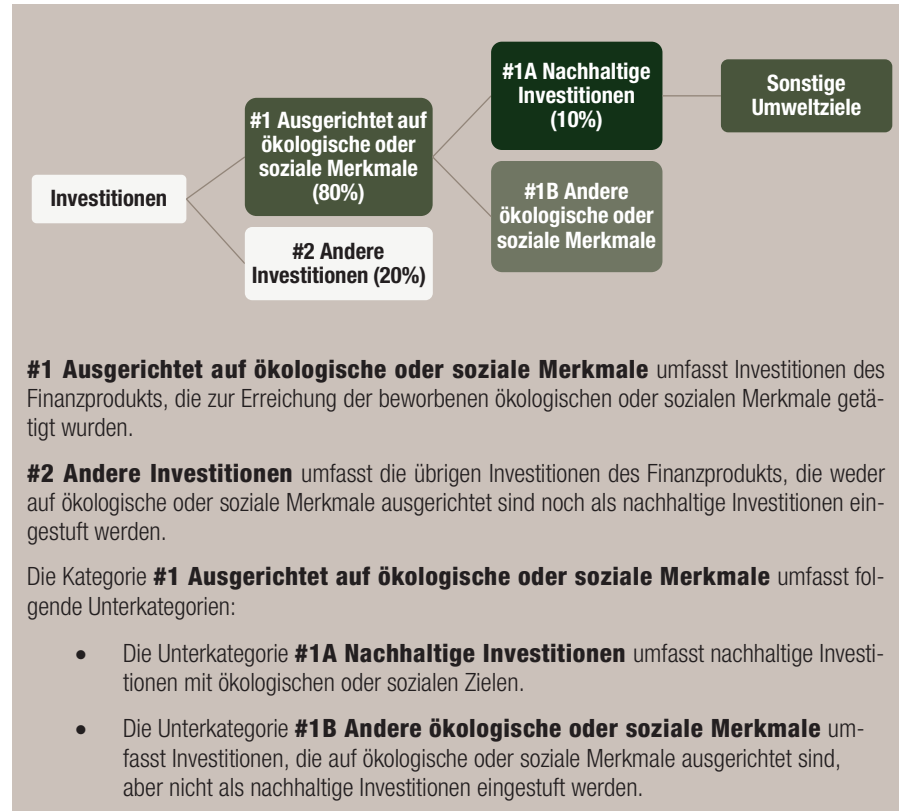 #1A Nachhaltige
Investitionen
(10%)
Sonstige
Umweltziele
#1 Ausgerichtet auf
ökologische oder
soziale Merkmale
(80%)
#1B Andere
ökologische oder
soziale Merkmale
Investitionen
#2 Andere
Investitionen (20%)
#1 Ausgerichtet auf ökologische oder soziale Merkmale umfasst Investitionen des
Finanzprodukts, die zur Erreichung der beworbenen ökologischen oder sozialen Merkmale getä-
tigt wurden.
#2 Andere Investitionen umfasst die übrigen Investitionen des Finanzprodukts, die weder
auf ökologische oder soziale Merkmale ausgerichtet sind noch als nachhaltige Investitionen ein-
gestuft werden.
Die Kategorie #1 Ausgerichtet auf ökologische oder soziale Merkmale umfasst fol-
gende Unterkategorien:
• Die Unterkategorie #1A Nachhaltige Investitionen umfasst nachhaltige Investi-
tionen mit ökologischen oder sozialen Zielen.
• Die Unterkategorie #1B Andere ökologische oder soziale Merkmale um-
fasst Investitionen, die auf ökologische oder soziale Merkmale ausgerichtet sind,
aber nicht als nachhaltige Investitionen eingestuft werden.